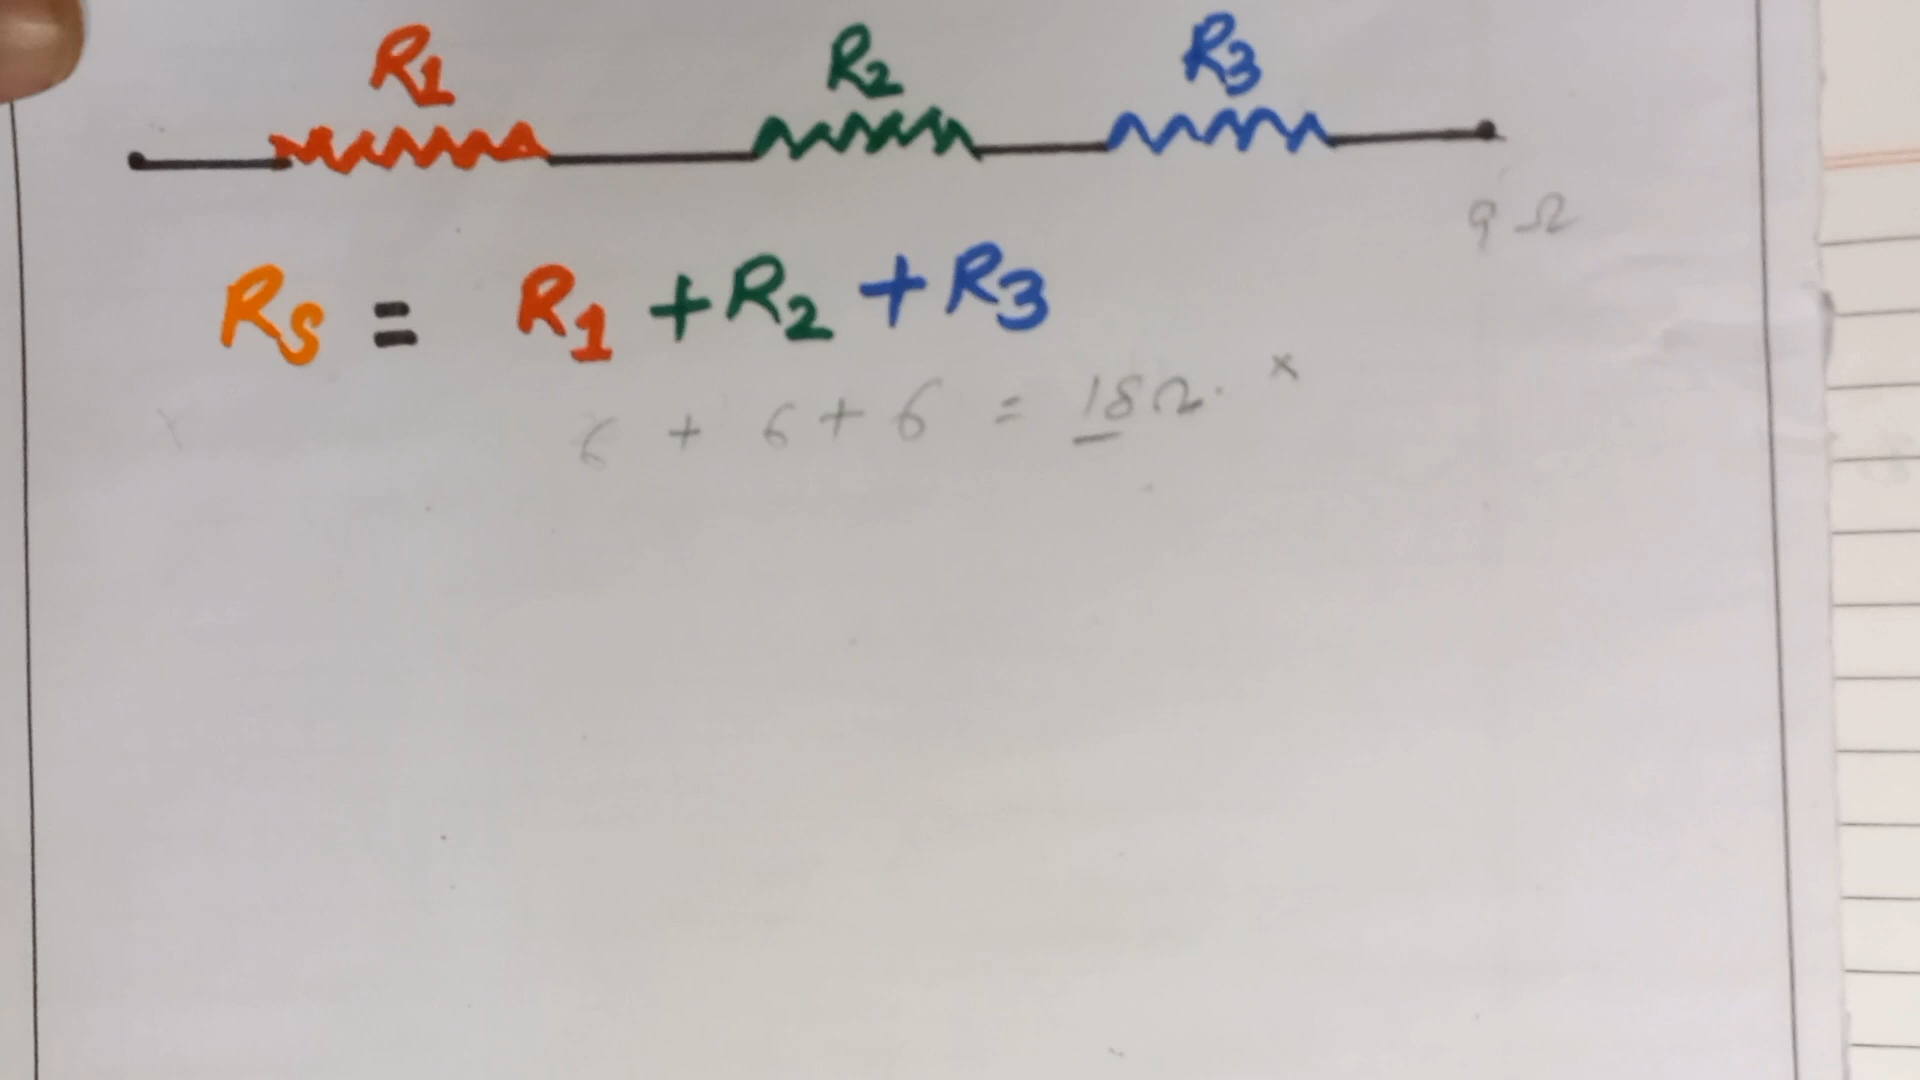 R1 R2 R3
9 Ω
RS = R1 + R2 + R3
6 + 6 + 6 = 18Ω. x